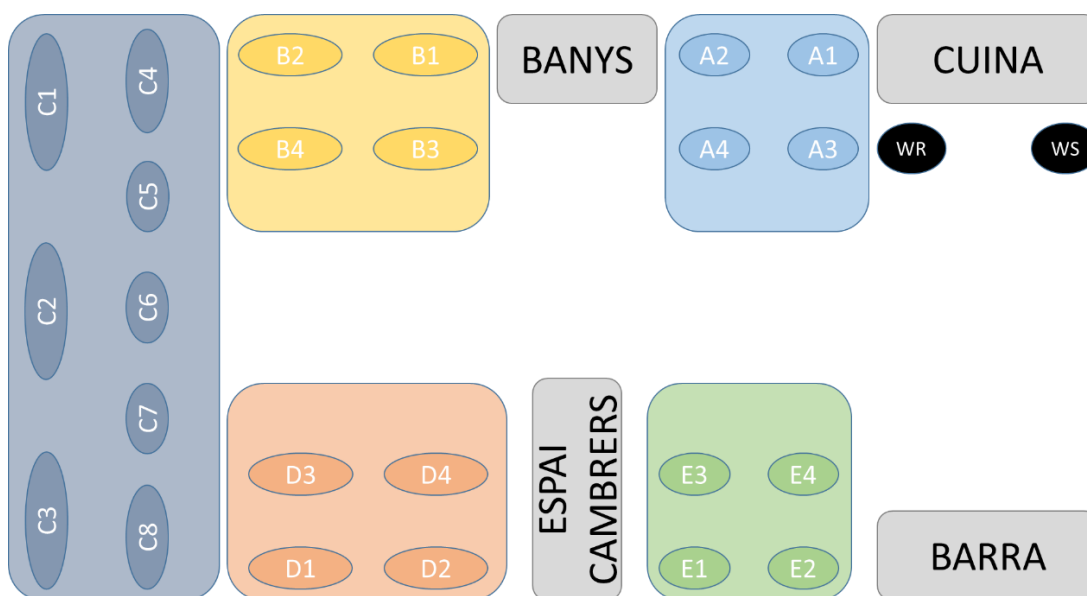 C1
C4
C5
C2
C6
C7
C3
C8
B2
B1
B4
B3
BANYS
A2
A1
A4
A3
CUINA
WR
WS
D3
D4
D1
D2
ESPAI
CAMBRERS
E3
E4
E1
E2
BARRA